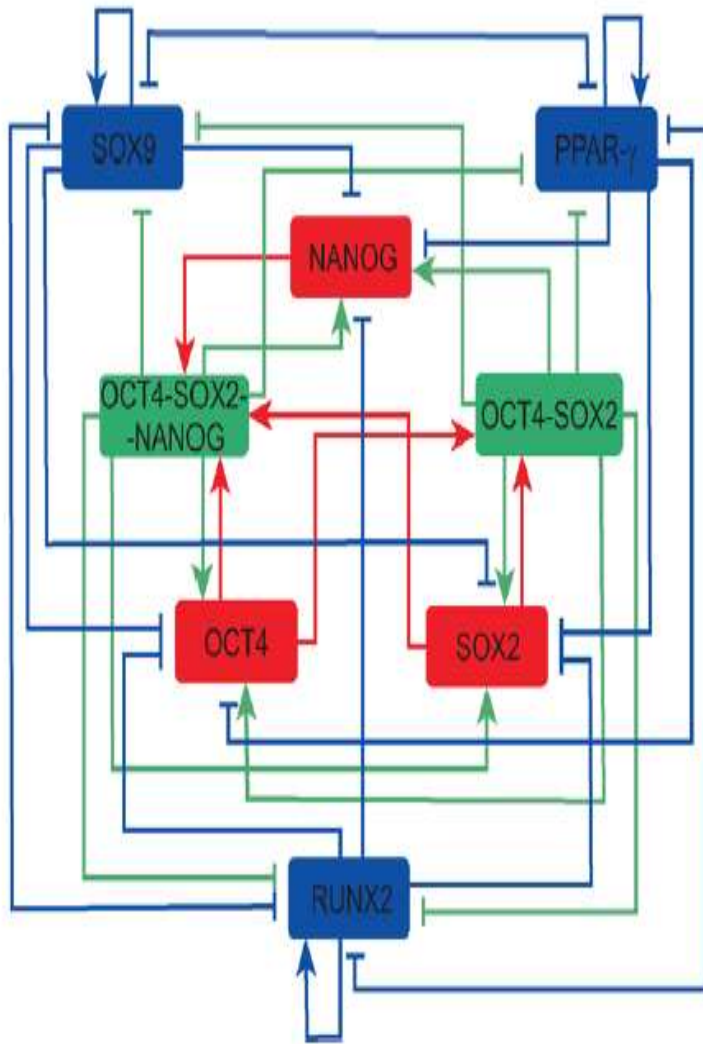 SOX9
PPAR-γ
NANOG
OCT4-SOX2-
-NANOG
OCT4-SOX2
OCT4
SOX2
RUNX2